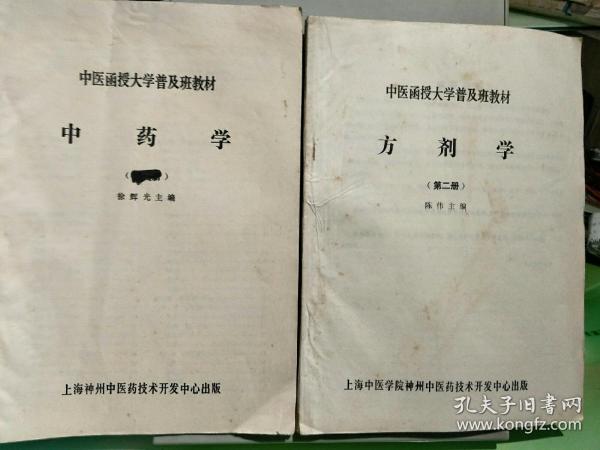 中医函授大学普及班教材
中药学
徐辉光主编
上海神州中医药技术开发中心出版
中医函授大学普及班教材
方剂学
(第二册)
陈伟主编
上海中医学院神州中医药技术开发中心出版
孔夫子旧书网
www.kongfz.com